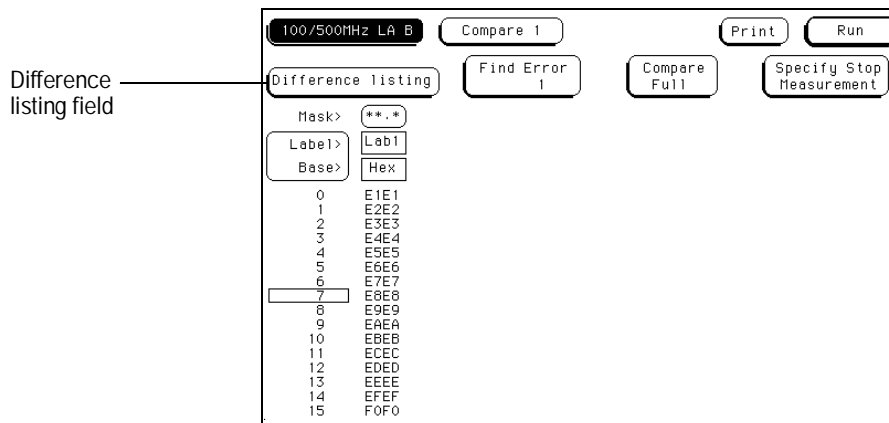 100/500MHz LA B Compare 1 Print Run
Difference listing field
Difference listing Find Error 1 Compare Full Specify Stop Measurement
Mask> **.*
Label> Lab1
Base> Hex
0 E1E1
1 E2E2
2 E3E3
3 E4E4
4 E5E5
5 E6E6
6 E7E7
7 E8E8
8 E9E9
9 EAEA
10 EBEB
11 ECEC
12 EDED
13 EEEE
14 EFEF
15 F0F0